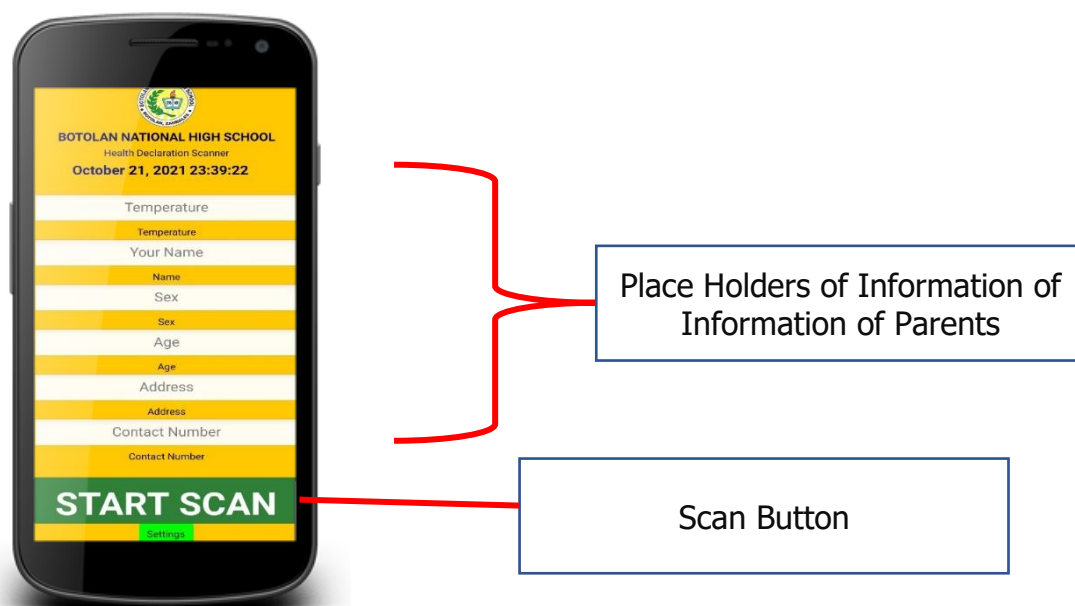 BOTOLAN NATIONAL HIGH SCHOOL
Health Declaration Scanner
October 21, 2021 23:39:22
Temperature
Temperature
Your Name
Name
Sex
Sex
Age
Age
Address
Address
Contact Number
Contact Number
START SCAN
Settings
Place Holders of Information of
Information of Parents
Scan Button